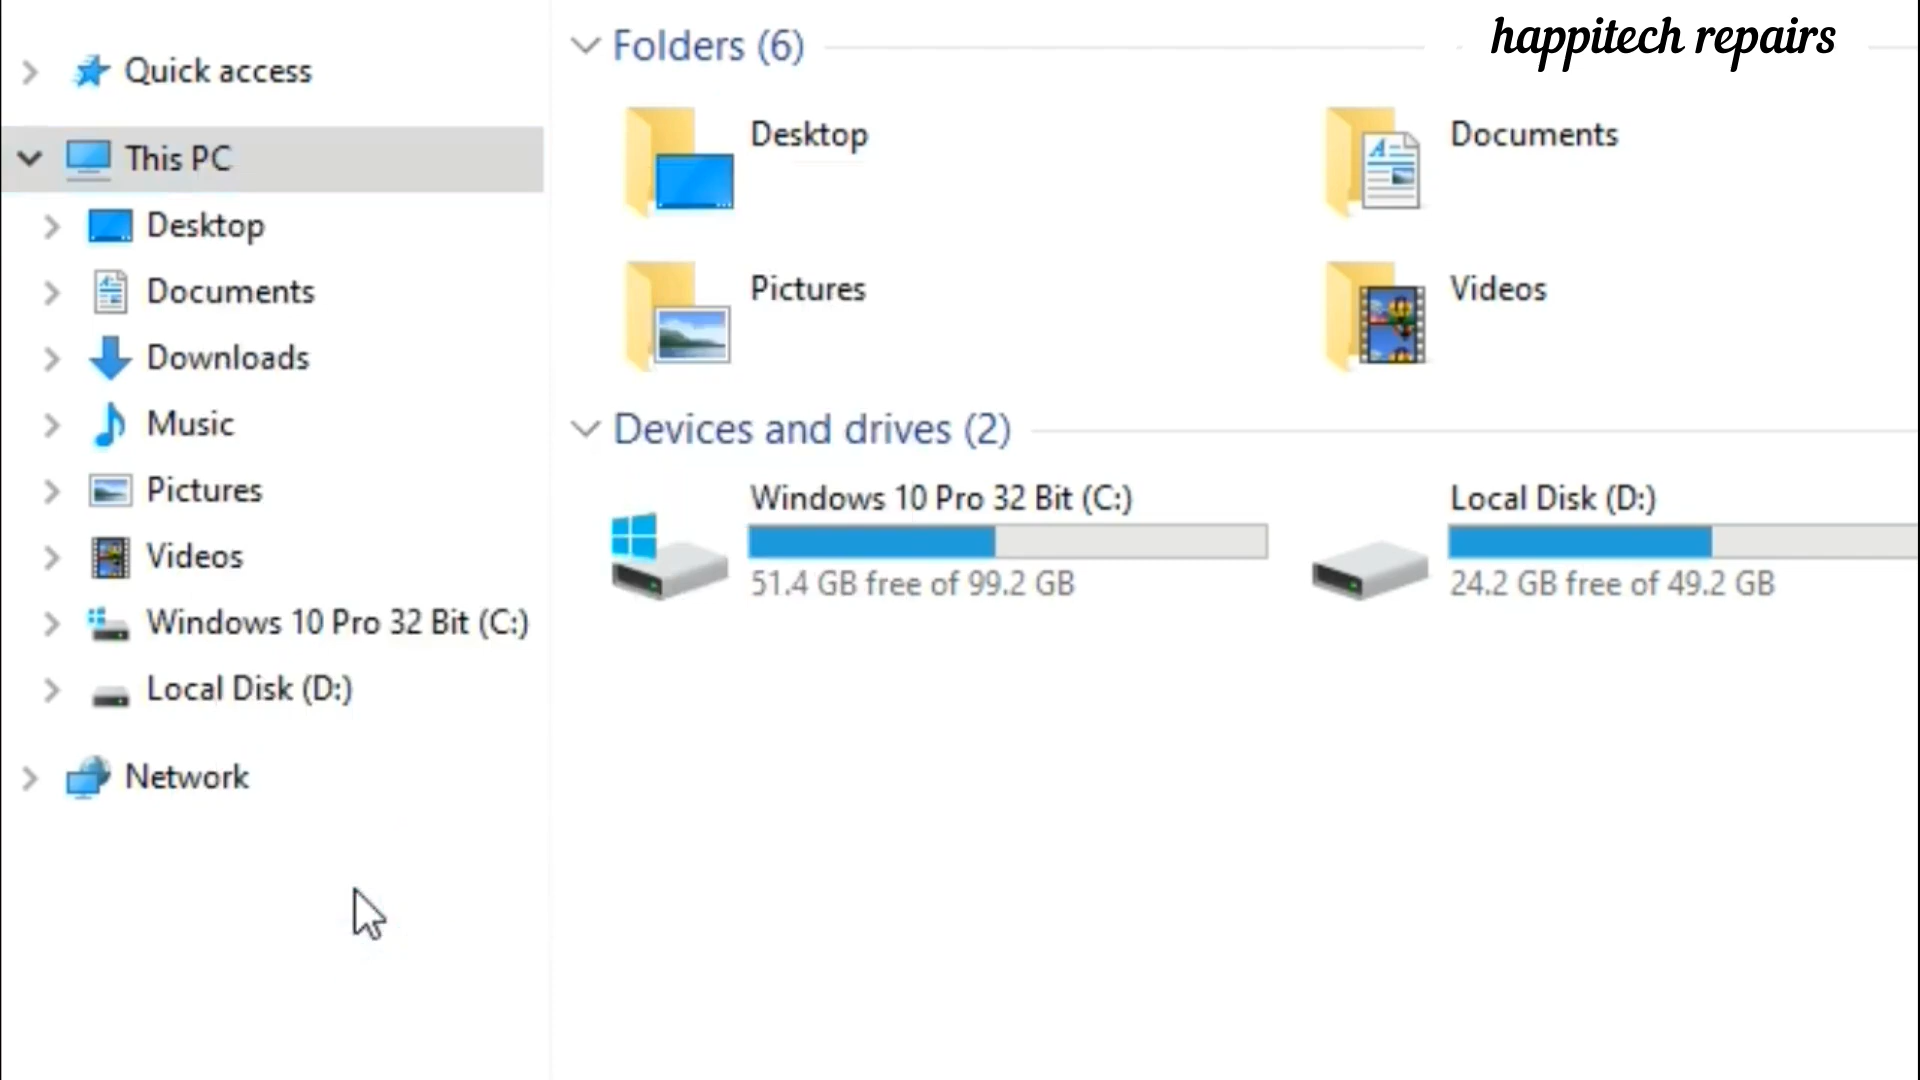 happitech repairs
Quick access
This PC
Desktop
Documents
Downloads
Music
Pictures
Videos
Windows 10 Pro 32 Bit (C:)
Local Disk (D:)
Network
Folders (6)
Desktop
Documents
Pictures
Videos
Devices and drives (2)
Windows 10 Pro 32 Bit (C:)
51.4 GB free of 99.2 GB
Local Disk (D:)
24.2 GB free of 49.2 GB